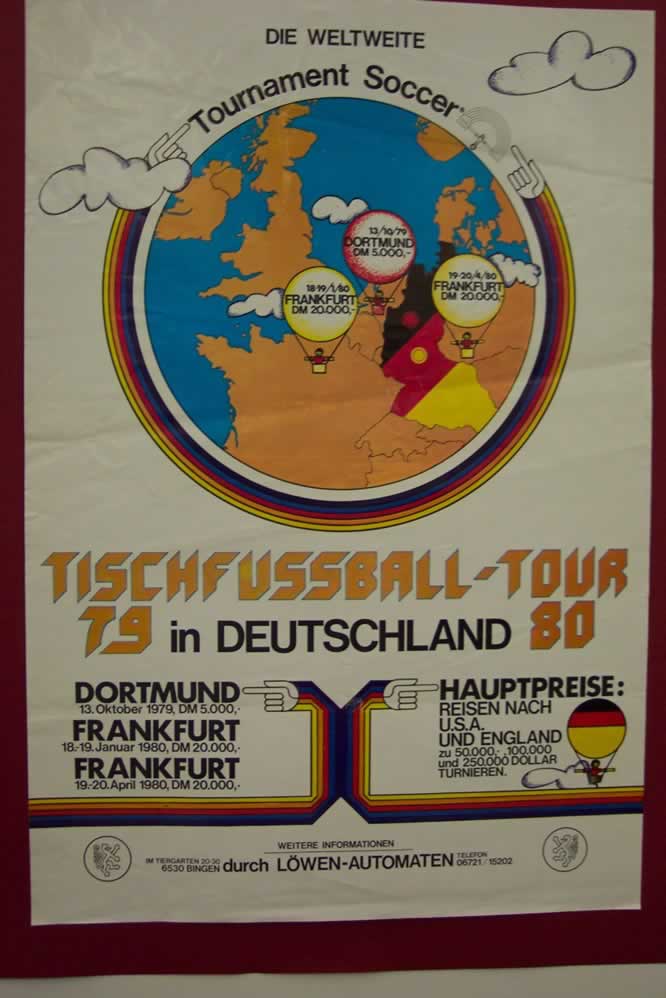 DIE WELTWEITE
Tournament Soccer
13/10/79
DORTMUND
DM 5.000,-
18-19/1/80
FRANKFURT
DM 20.000,-
19-20/4/80
FRANKFURT
DM 20.000,-
TISCHFUSSBALL-TOUR
79 in DEUTSCHLAND 80
DORTMUND
13. Oktober 1979, DM 5.000,-
FRANKFURT
18.-19. Januar 1980, DM 20.000,-
FRANKFURT
19.-20. April 1980, DM 20.000,-
HAUPTPREISE:
REISEN NACH
U.S.A.
UND ENGLAND
zu 50.000,- ,100.000
und 250.000 DOLLAR
TURNIEREN.
WEITERE INFORMATIONEN
IM TIERGARTEN 20-30
6530 BINGEN durch LÖWEN-AUTOMATEN TELEFON
06721/15202